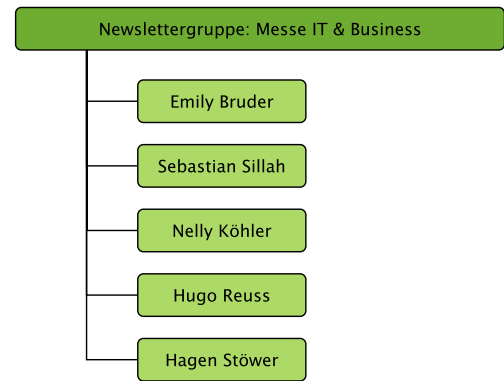 Newslettergruppe: Messe IT & Business
Emily Bruder
Sebastian Sillah
Nelly Köhler
Hugo Reuss
Hagen Stöwer